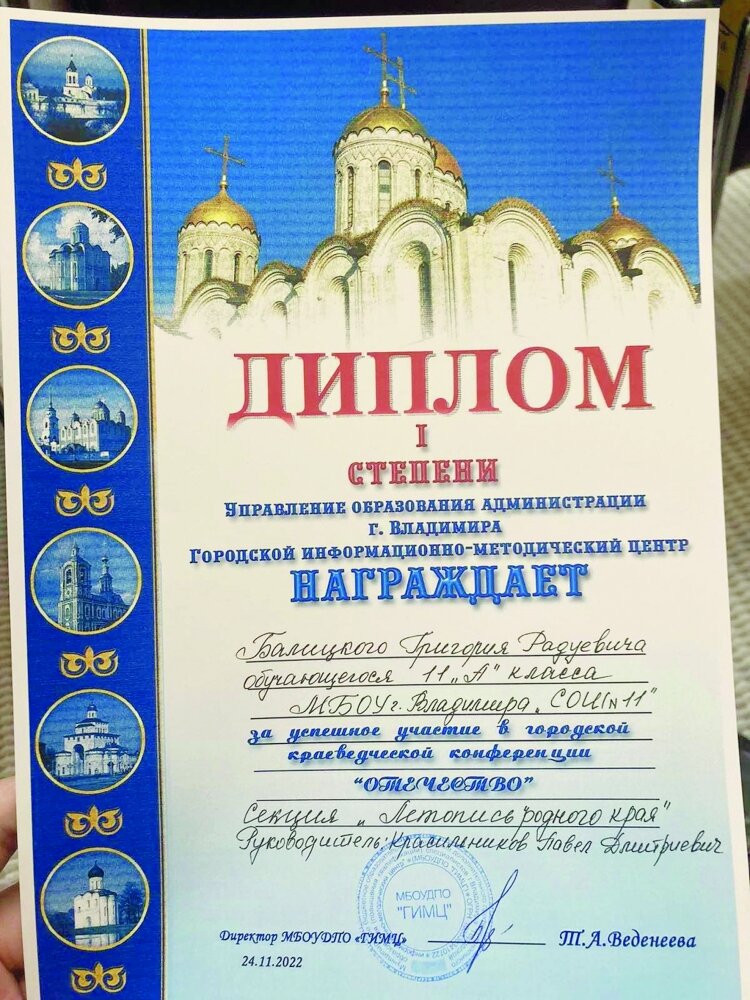 ДИПЛОМ
I
СТЕПЕНИ
Управление образования администрации
г. Владимира
Городской информационно-методический центр
НАГРАЖДАЕТ
Балицкого Григория Радуевича
обучающегося 11 „А" класса
МБОУ г. Владимира „СОШ №11"
за успешное участие в городской
краеведческой конференции
"ОТЕЧЕСТВО"
Секция „Летопись родного края"
Руководитель: Красильников Павел Дмитриевич
МБОУДПО
"ГИМЦ"
Директор МБОУДПО «ГИМЦ» Т.А.Веденеева
24.11.2022